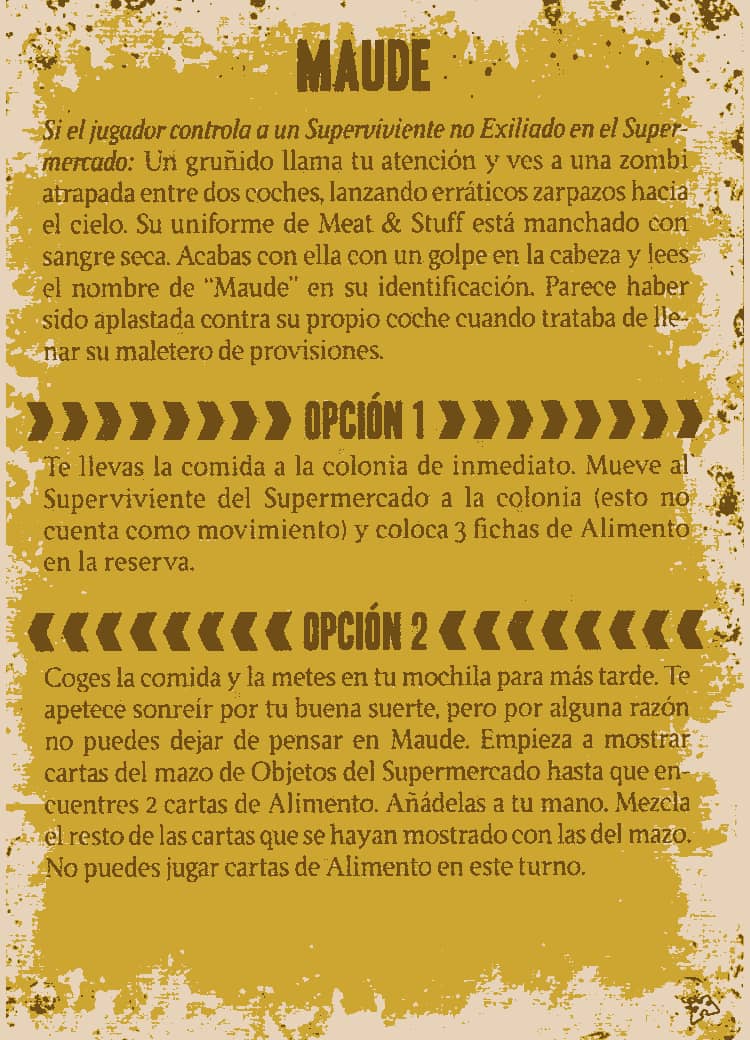 MAUDE
Si el jugador controla a un Superviviente no Exiliado en el Super-
mercado: Un gruñido llama tu atención y ves a una zombi
atrapada entre dos coches, lanzando erráticos zarpazos hacia
el cielo. Su uniforme de Meat & Stuff está manchado con
sangre seca. Acabas con ella con un golpe en la cabeza y lees
el nombre de “Maude” en su identificación. Parece haber
sido aplastada contra su propio coche cuando trataba de lle-
nar su maletero de provisiones.
OPCIÓN 1
Te llevas la comida a la colonia de inmediato. Mueve al
Superviviente del Supermercado a la colonia (esto no
cuenta como movimiento) y coloca 3 fichas de Alimento
en la reserva.
OPCIÓN 2
Coges la comida y la metes en tu mochila para más tarde. Te
apetece sonreír por tu buena suerte, pero por alguna razón
no puedes dejar de pensar en Maude. Empieza a mostrar
cartas del mazo de Objetos del Supermercado hasta que en-
cuentres 2 cartas de Alimento. Añádelas a tu mano. Mezcla
el resto de las cartas que se hayan mostrado con las del mazo.
No puedes jugar cartas de Alimento en este turno.